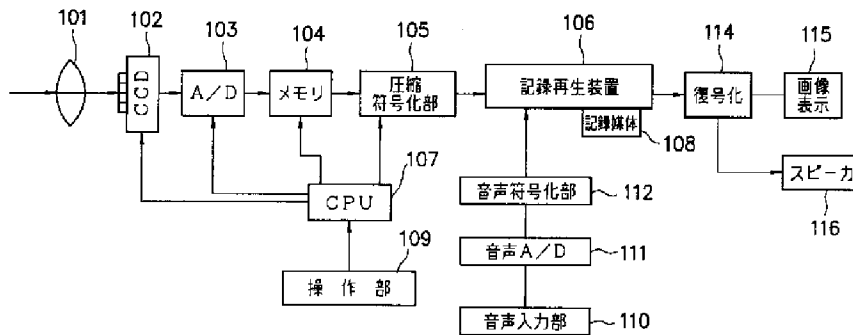 101
102
103
104
105
106
114
115
CCD
A/D
メモリ
圧縮
符号化部
記録再生装置
復号化
画像
表示
記録媒体
108
107
CPU
音声符号化部
112
スピーカ
116
109
音声A/D
111
操作部
音声入力部
110